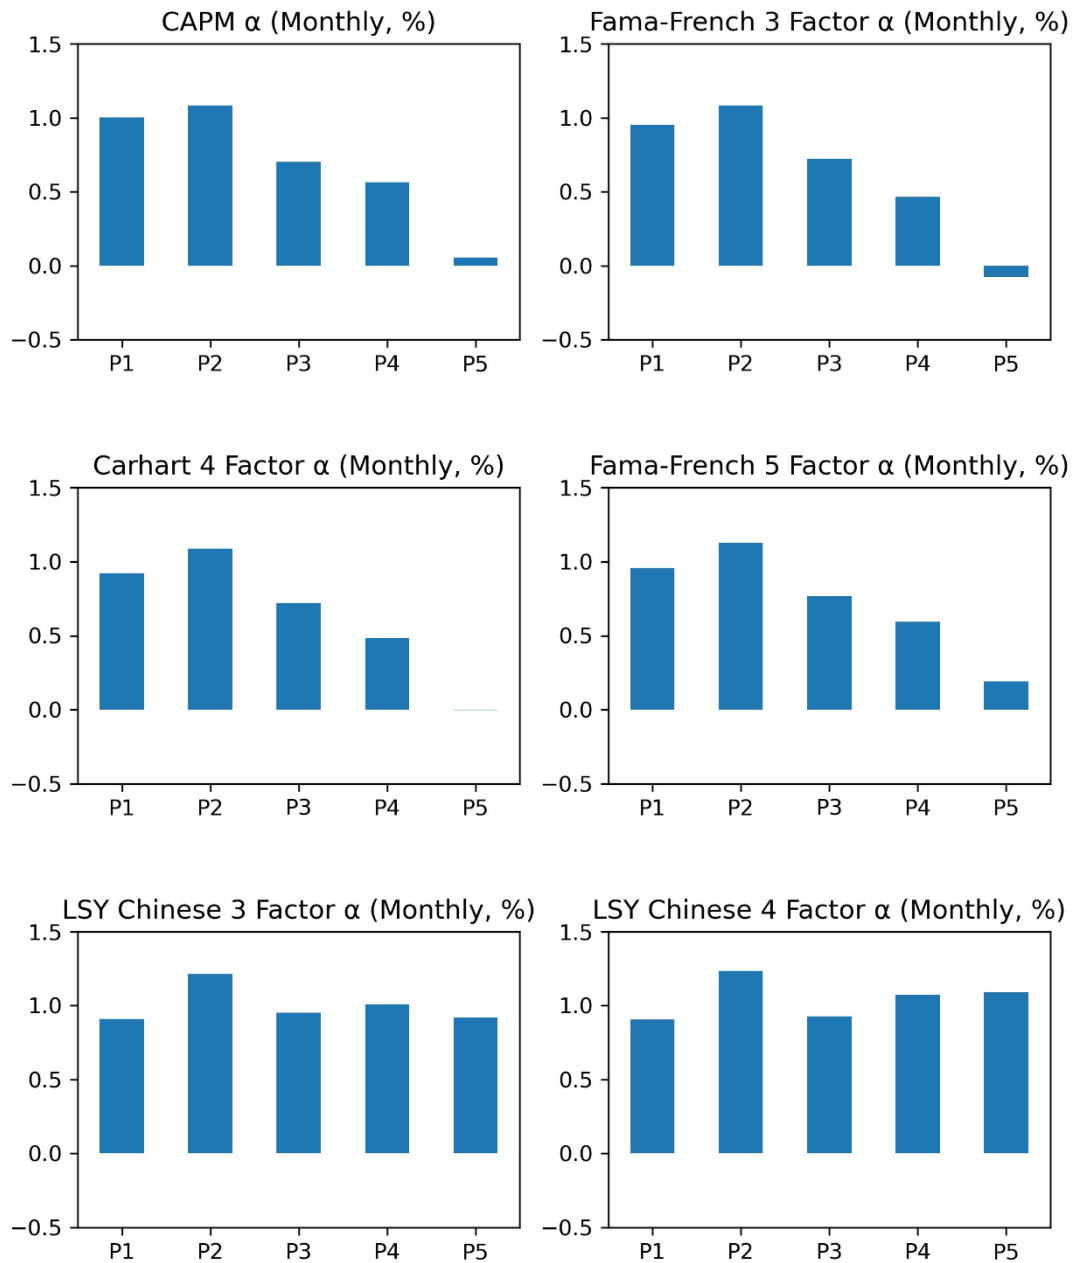 CAPM α (Monthly, %)
1.5
1.0
0.5
0.0
−0.5
P1 P2 P3 P4 P5
Fama-French 3 Factor α (Monthly, %)
1.5
1.0
0.5
0.0
−0.5
P1 P2 P3 P4 P5
Carhart 4 Factor α (Monthly, %)
1.5
1.0
0.5
0.0
−0.5
P1 P2 P3 P4 P5
Fama-French 5 Factor α (Monthly, %)
1.5
1.0
0.5
0.0
−0.5
P1 P2 P3 P4 P5
LSY Chinese 3 Factor α (Monthly, %)
1.5
1.0
0.5
0.0
−0.5
P1 P2 P3 P4 P5
LSY Chinese 4 Factor α (Monthly, %)
1.5
1.0
0.5
0.0
−0.5
P1 P2 P3 P4 P5